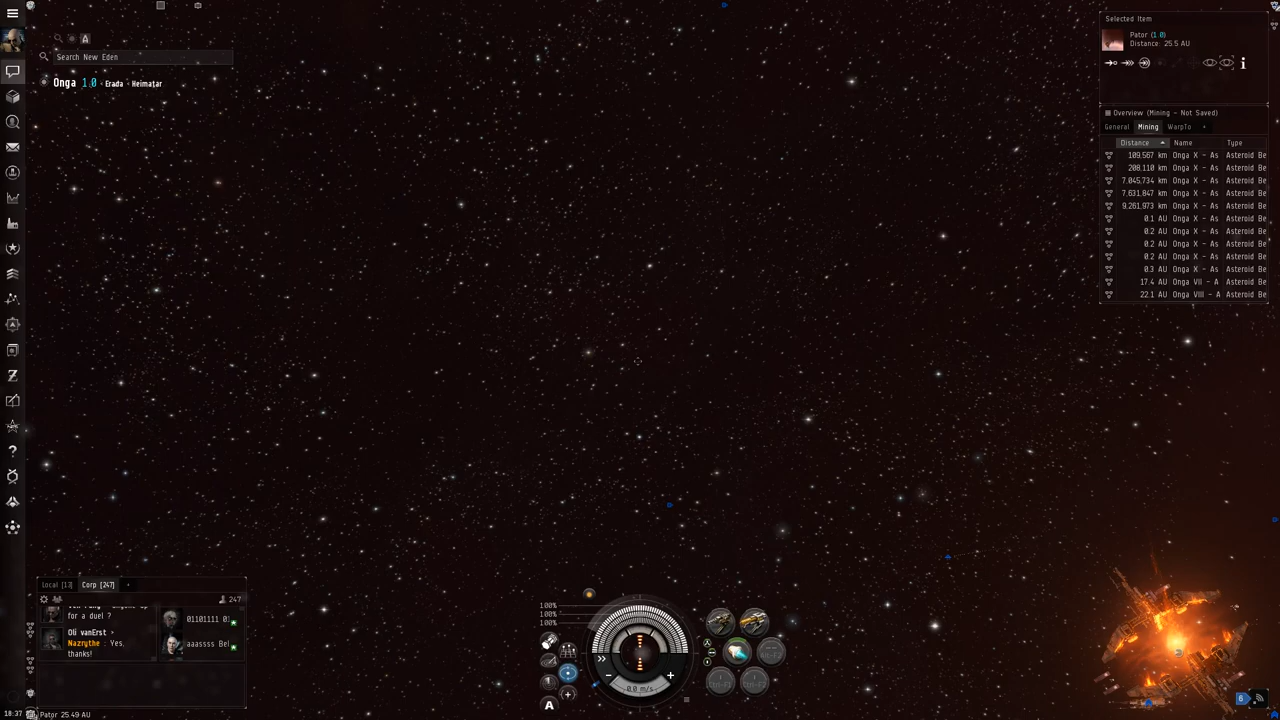 Selected Item
Pator (1.0)
Distance: 25.5 AU
A
Search New Eden
Onga 1.0 Erada · Heimatar
Overview (Mining - Not Saved)
General Mining WarpTo +
Distance Name Type
109,567 km Onga X - As Asteroid Be
208,110 km Onga X - As Asteroid Be
7,045,734 km Onga X - As Asteroid Be
7,631,847 km Onga X - As Asteroid Be
9,261,973 km Onga X - As Asteroid Be
0.1 AU Onga X - As Asteroid Be
0.2 AU Onga X - As Asteroid Be
0.2 AU Onga X - As Asteroid Be
0.2 AU Onga X - As Asteroid Be
0.3 AU Onga X - As Asteroid Be
17.4 AU Onga VII - A Asteroid Be
22.1 AU Onga VIII - A Asteroid Be
Local [13] Corp [247] +
247
for a duel ?
Oli vanErst >
Nazrythe : Yes,
thanks!
01101111 0
aaassss Bel
100%
100%
100%
0.0 m/s
A
6
18:37
Pator 25.49 AU